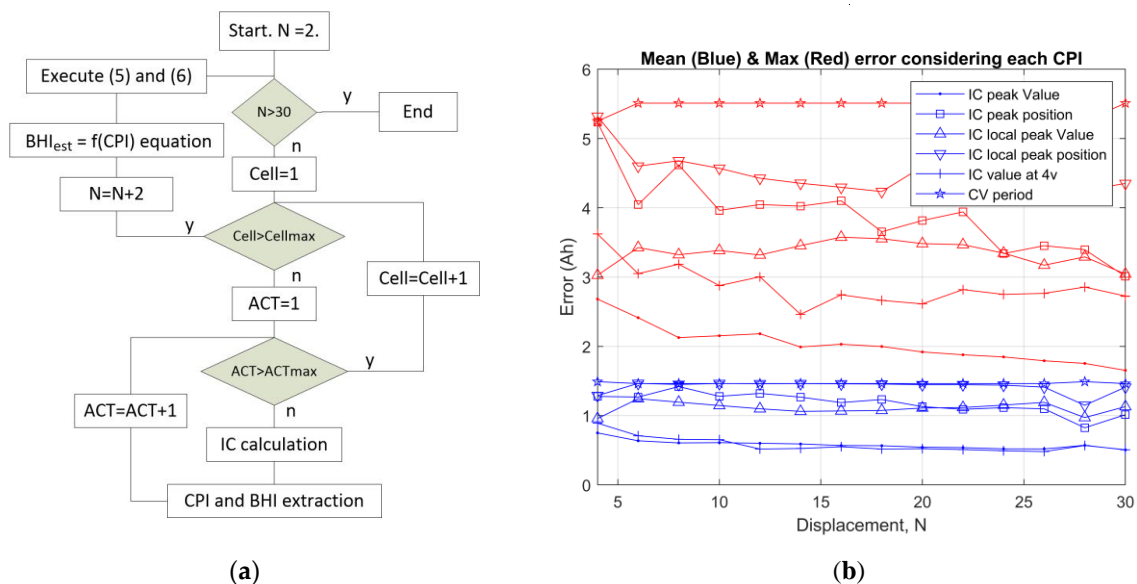 Start. N =2.
Execute (5) and (6)
N>30
y
End
BHIest = f(CPI) equation
n
Cell=1
N=N+2
y
Cell>Cellmax
n
Cell=Cell+1
ACT=1
y
ACT>ACTmax
ACT=ACT+1
n
IC calculation
CPI and BHI extraction
(a)
Mean (Blue) & Max (Red) error considering each CPI
IC peak Value
IC peak position
IC local peak Value
IC local peak position
IC value at 4v
CV period
6
5
4
3
2
1
0
Error (Ah)
5
10
15
20
25
30
Displacement, N
(b)